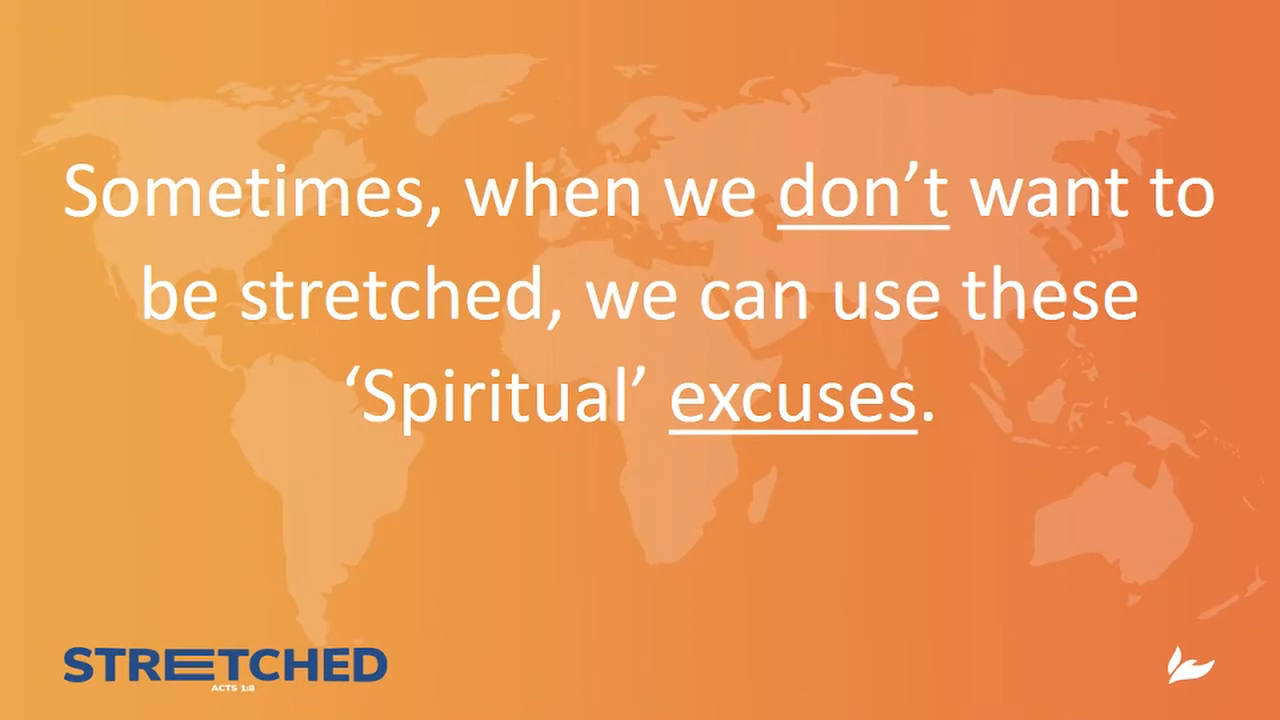 Sometimes, when we don’t want to
be stretched, we can use these
‘Spiritual’ excuses.
STRETCHED
ACTS 1:8